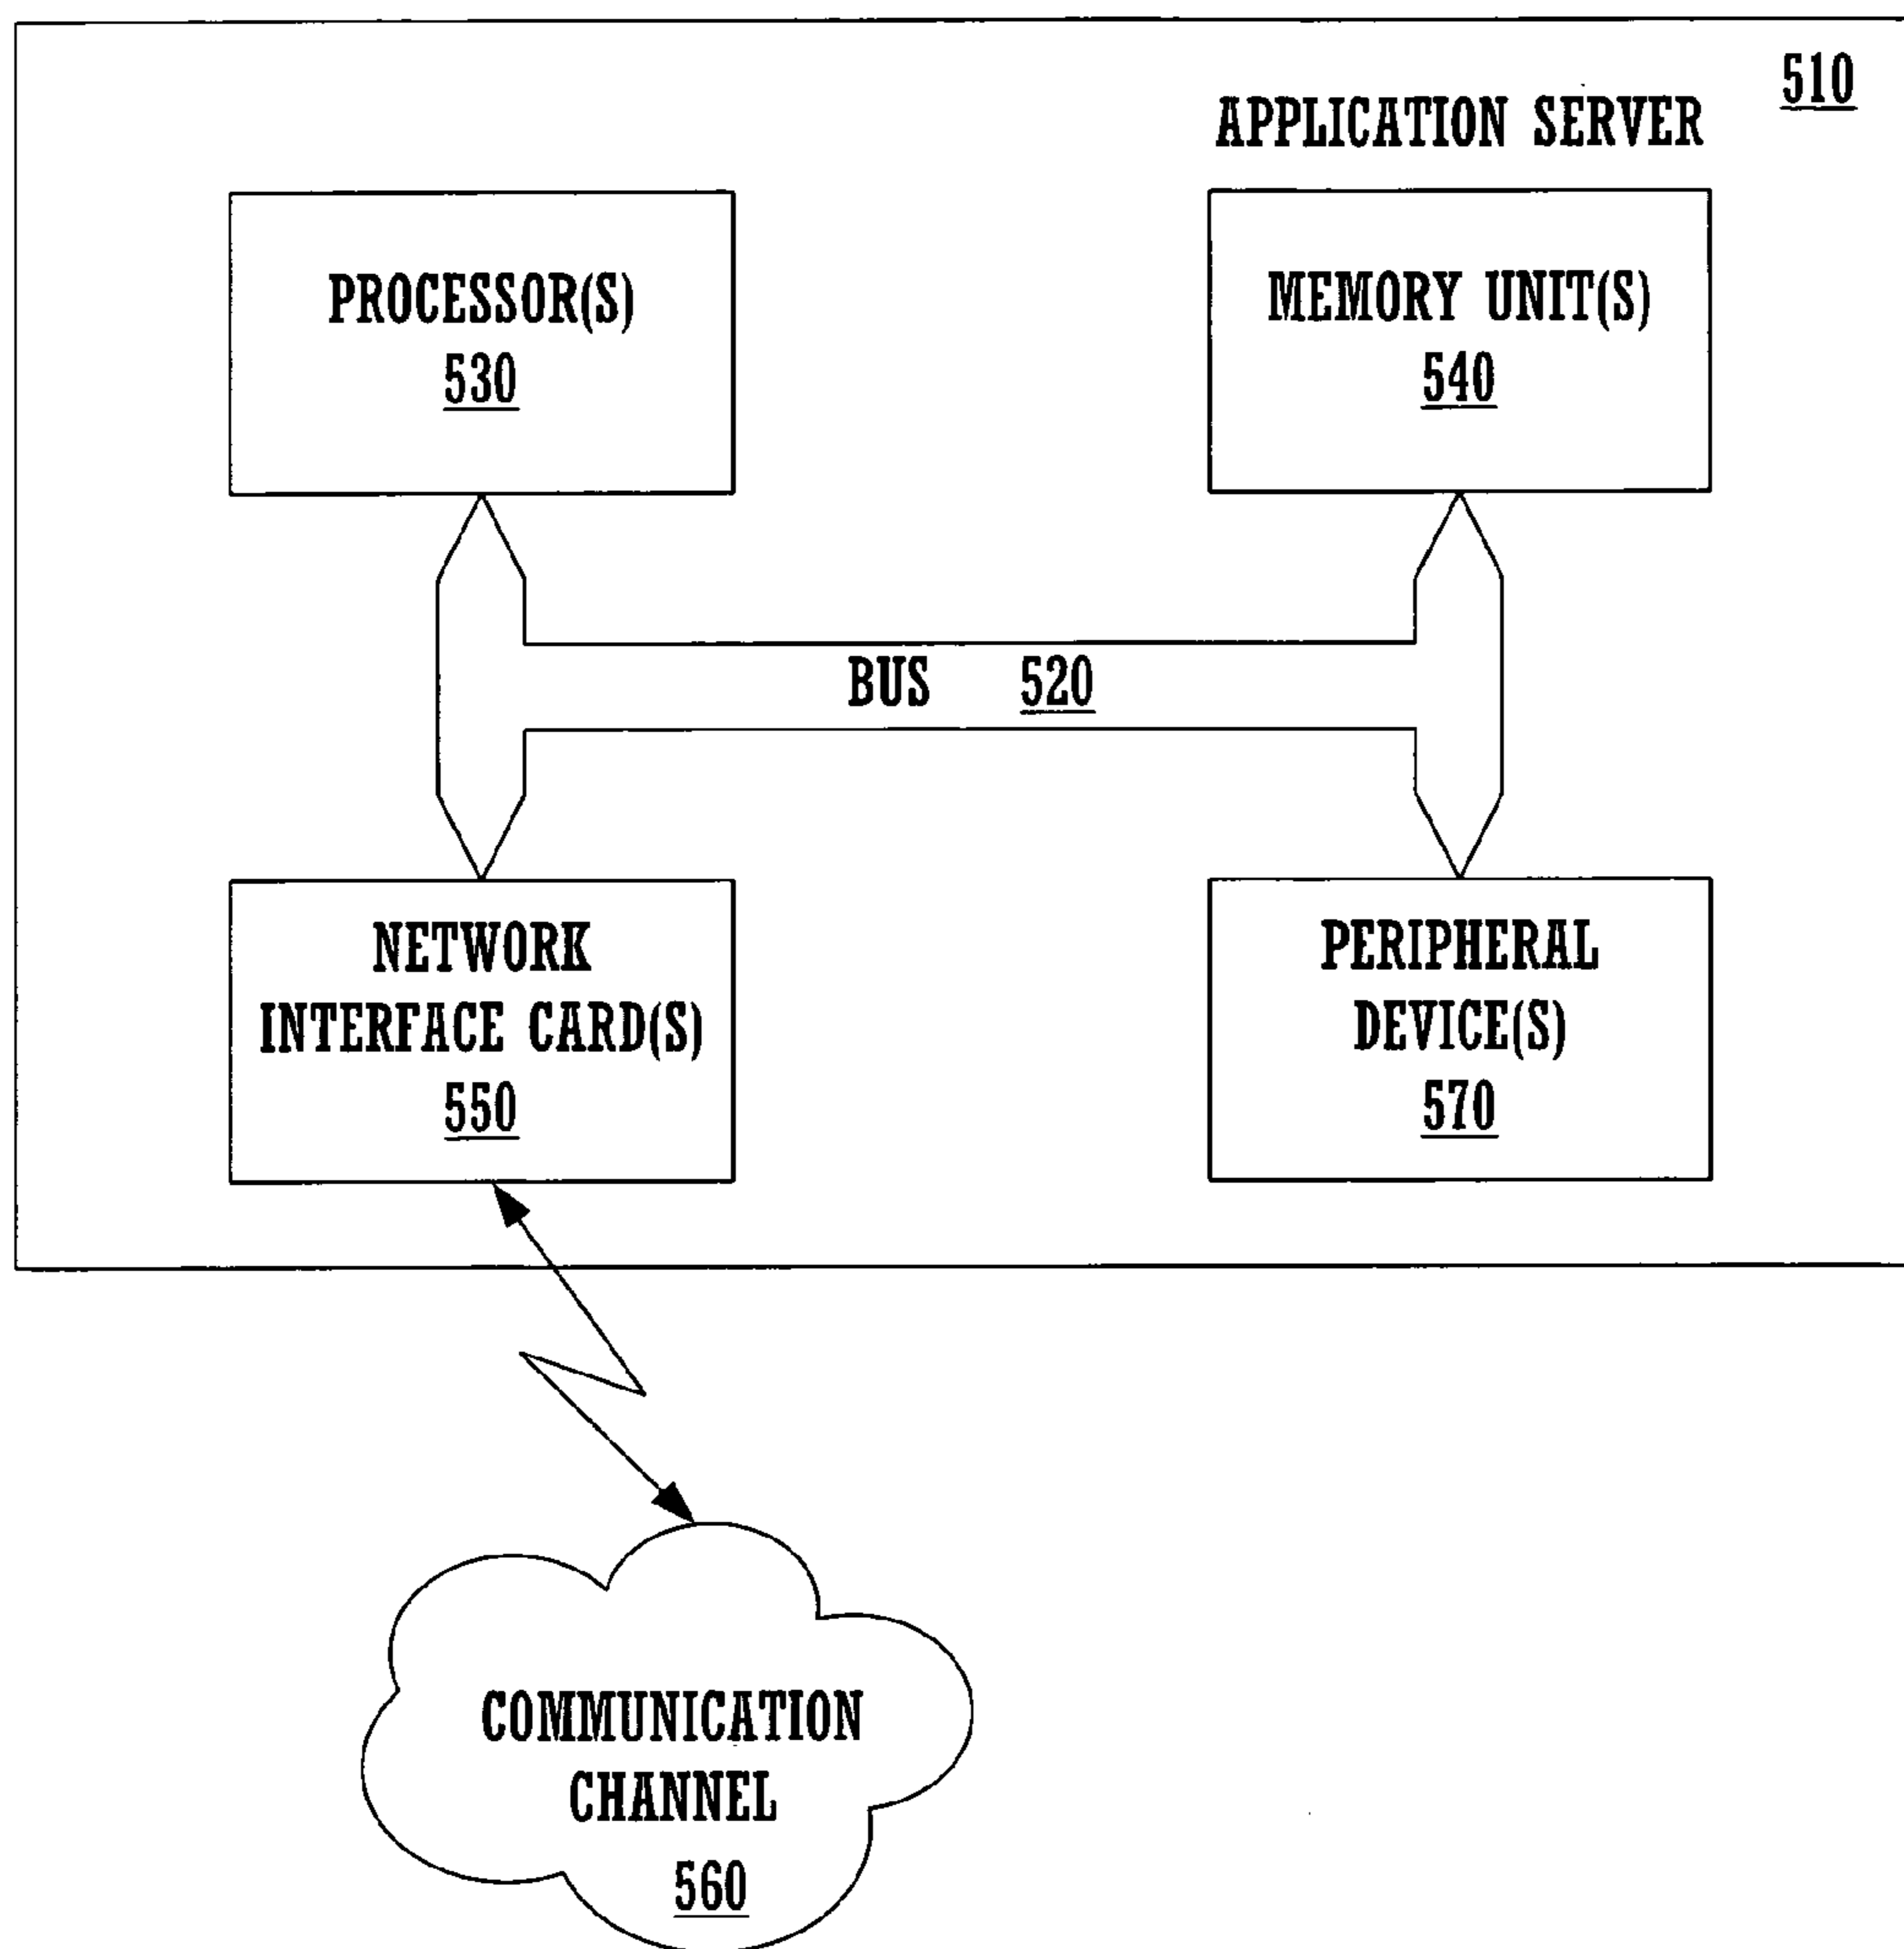 510
APPLICATION SERVER
PROCESSOR(S)
530
MEMORY UNIT(S)
540
BUS 520
NETWORK
INTERFACE CARD(S)
550
PERIPHERAL
DEVICE(S)
570
COMMUNICATION
CHANNEL
560